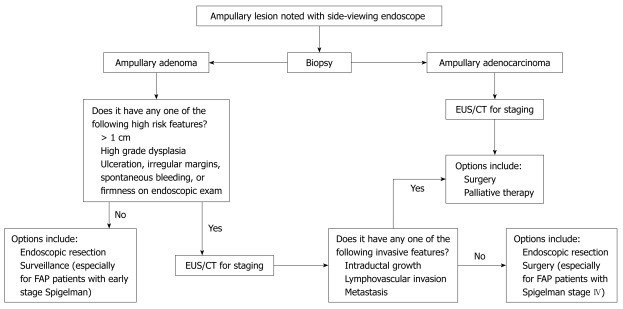 Ampullary lesion noted with side-viewing endoscope
Ampullary adenoma
Biopsy
Ampullary adenocarcinoma
Does it have any one of the
following high risk features?
> 1 cm
High grade dysplasia
Ulceration, irregular margins,
spontaneous bleeding, or
firmness on endoscopic exam
EUS/CT for staging
Options include:
Surgery
Palliative therapy
No
Yes
Yes
Options include:
Endoscopic resection
Surveillance (especially
for FAP patients with early
stage Spigelman)
EUS/CT for staging
Does it have any one of the
following invasive features?
Intraductal growth
Lymphovascular invasion
Metastasis
No
Options include:
Endoscopic resection
Surgery (especially
for FAP patients with
Spigelman stage Ⅳ)